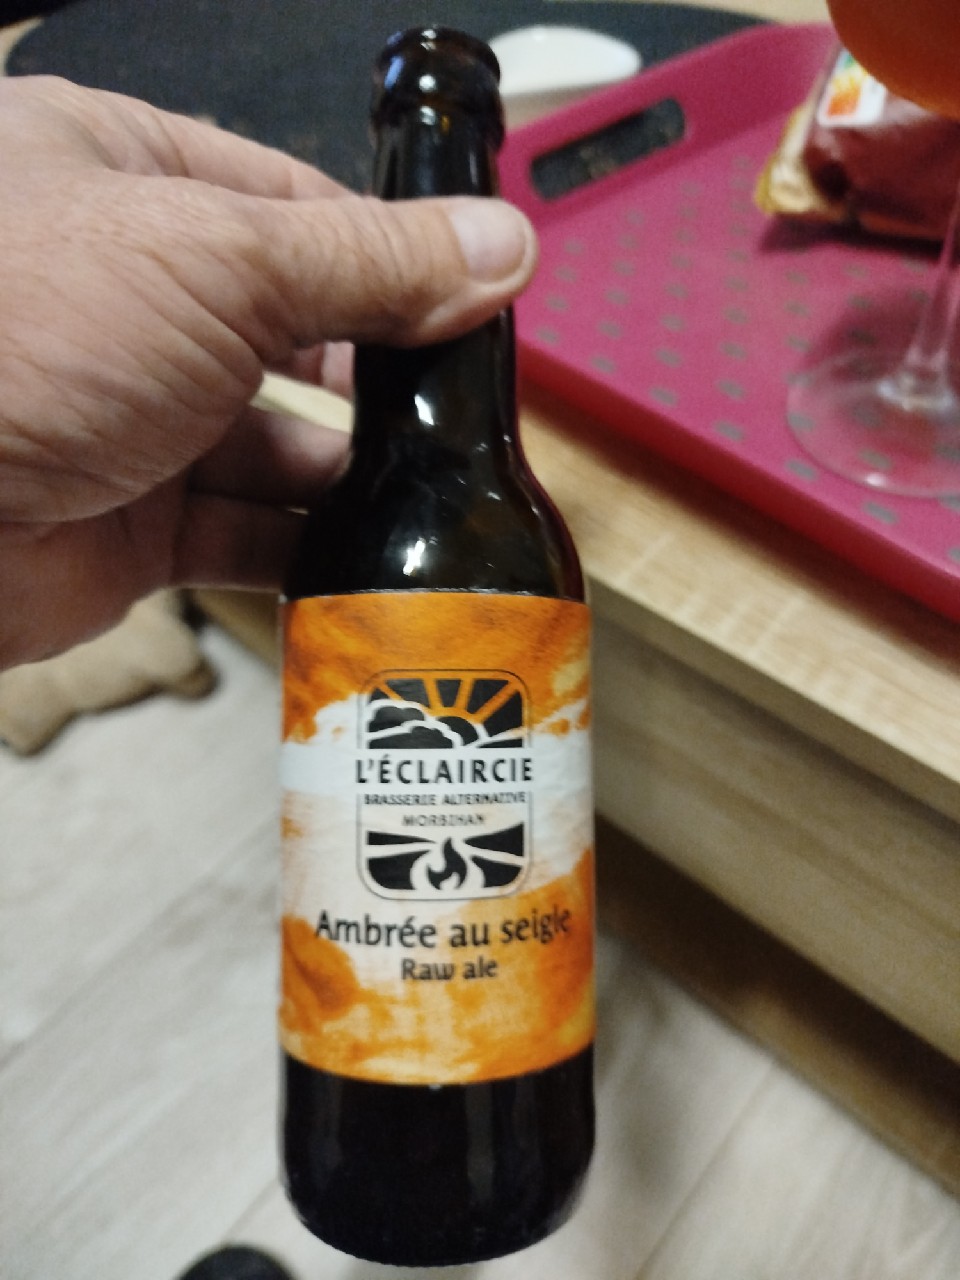 L'ÉCLAIRCIE
BRASSERIE ALTERNATIVE
MORBIHAN
Ambrée au seigle
Raw ale